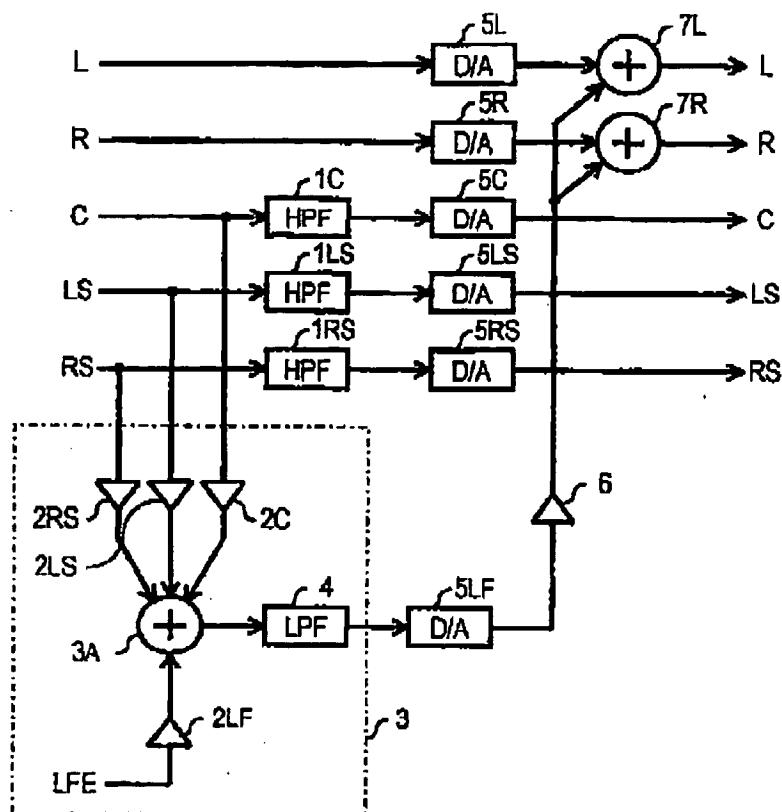 5L 7L
L D/A + L
5R 7R
R D/A + R
1C 5C
C HPF D/A C
1LS 5LS
LS HPF D/A LS
1RS 5RS
RS HPF D/A RS
6
2RS 2LS 2C
4 5LF
3A + LPF D/A
2LF 3
LFE